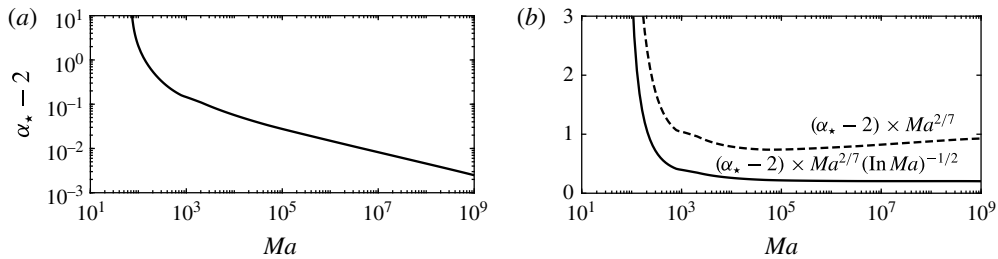 (a)
10^1
10^0
10^{-1}
10^{-2}
10^{-3}
α⋆ − 2
10^1 10^3 10^5 10^7 10^9
Ma
(b)
3
2
1
0
(α⋆ − 2) × Ma^{2/7}
(α⋆ − 2) × Ma^{2/7}(In Ma)^{−1/2}
10^1 10^3 10^5 10^7 10^9
Ma